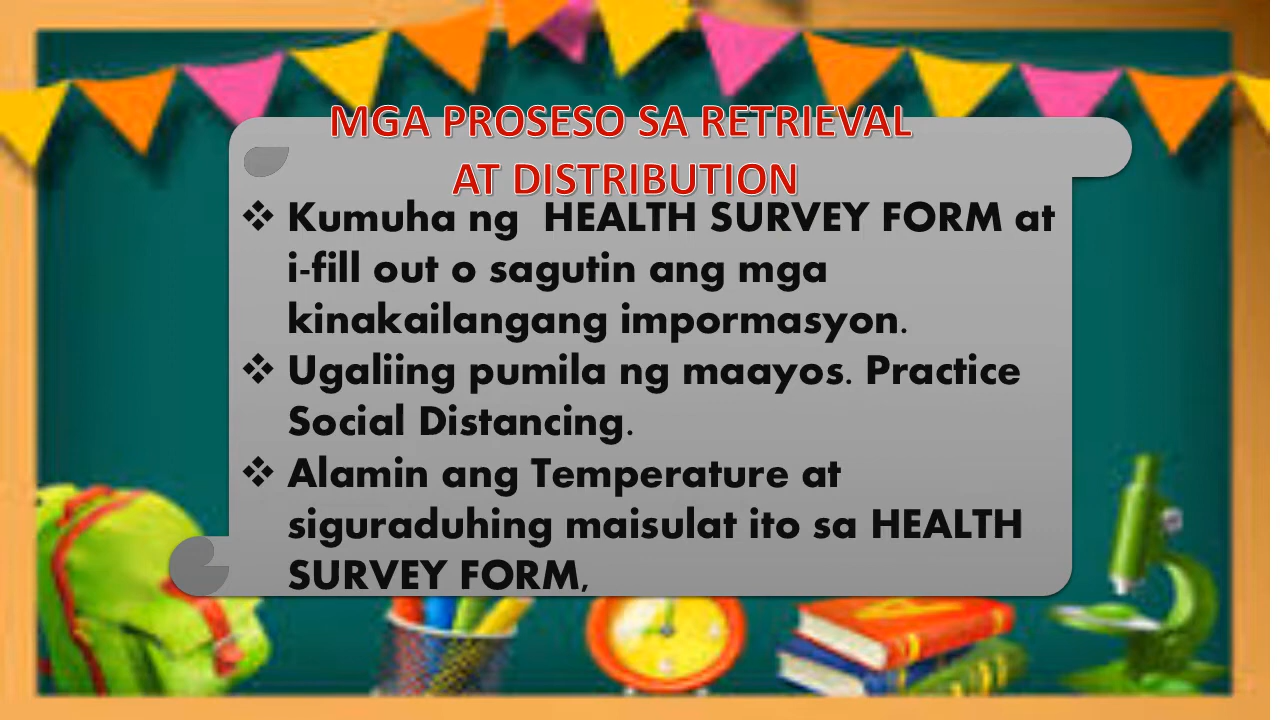 MGA PROSESO SA RETRIEVAL
AT DISTRIBUTION
❖ Kumuha ng HEALTH SURVEY FORM at
i-fill out o sagutin ang mga
kinakailangang impormasyon.
❖ Ugaliing pumila ng maayos. Practice
Social Distancing.
❖ Alamin ang Temperature at
siguraduhing maisulat ito sa HEALTH
SURVEY FORM,